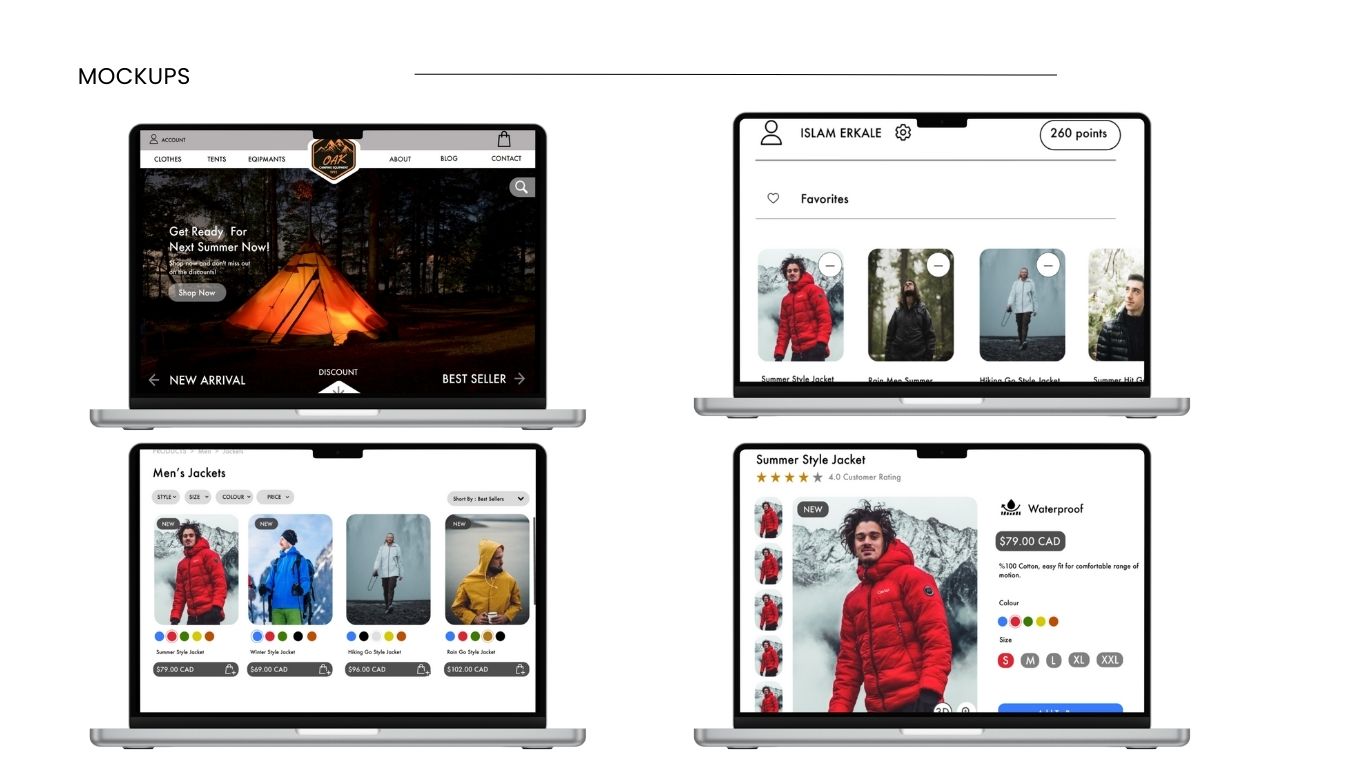 MOCKUPS
ACCOUNT
CLOTHES TENTS EQIPMANTS ABOUT BLOG CONTACT
OAK
CAMPING EQUIPMENT
Get Ready For
Next Summer Now!
Shop now and don't miss out
on the discounts!
Shop Now
DISCOUNT
NEW ARRIVAL
BEST SELLER
ISLAM ERKALE
260 points
Favorites
Summer Style Jacket
Rain Men Summer
Hiking Go Style Jacket
Summer Hit G
PRODUCTS > Men > Jackets
Men's Jackets
STYLE SIZE COLOUR PRICE
Short By : Best Sellers
NEW NEW NEW
Summer Style Jacket
Winter Style Jacket
Hiking Go Style Jacket
Rain Go Style Jacket
$79.00 CAD
$69.00 CAD
$96.00 CAD
$102.00 CAD
Summer Style Jacket
4.0 Customer Rating
NEW
Waterproof
$79.00 CAD
%100 Cotton, easy fit for comfortable range of
motion.
Colour
Size
S M L XL XXL
3D